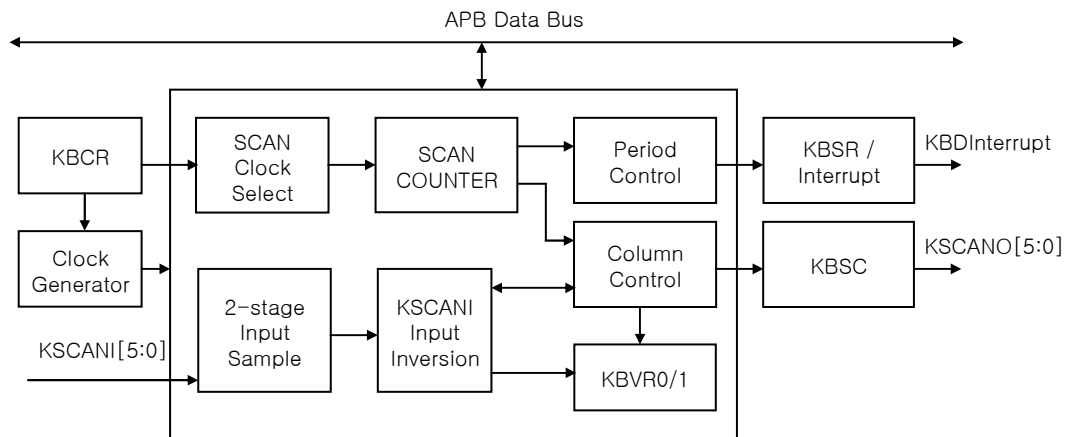 APB Data Bus
KBCR
SCAN
Clock
Select
SCAN
COUNTER
Period
Control
KBSR /
Interrupt
KBDInterrupt
Clock
Generator
Column
Control
KBSC
KSCANO[5:0]
KSCANI[5:0]
2-stage
Input
Sample
KSCANI
Input
Inversion
KBVR0/1